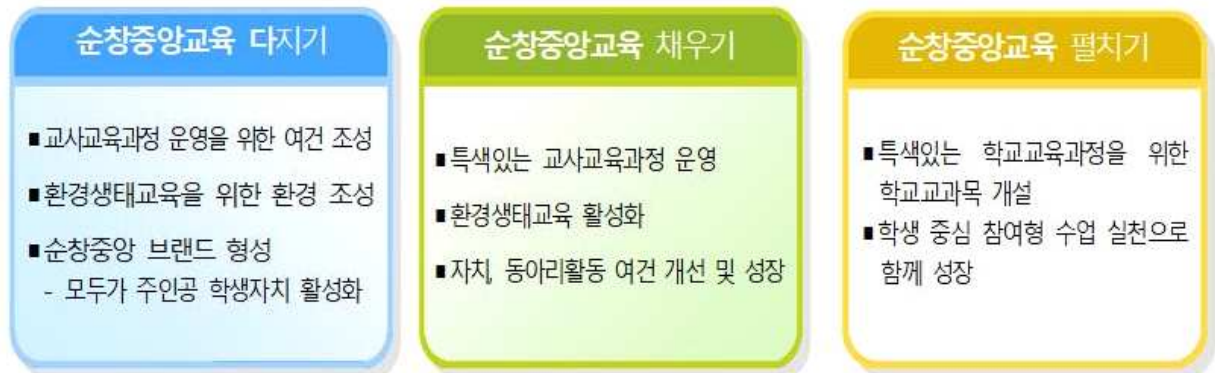 순창중앙교육 다지기
■교사교육과정 운영을 위한 여건 조성
■환경생태교육을 위한 환경 조성
■순창중앙 브랜드 형성
- 모두가 주인공 학생자치 활성화
순창중앙교육 채우기
■특색있는 교사교육과정 운영
■환경생태교육 활성화
■자치, 동아리활동 여건 개선 및 성장
순창중앙교육 펼치기
■특색있는 학교교육과정을 위한
학교교과목 개설
■학생 중심 참여형 수업 실천으로
함께 성장